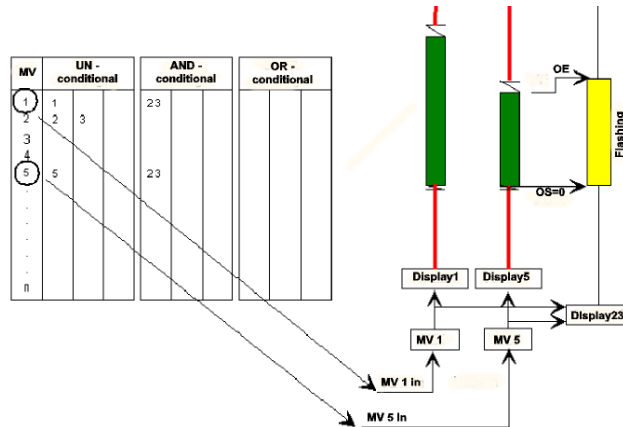 MV
UN - conditional
AND - conditional
OR - conditional
1 1 23
2 2 3
3
4
5 5 23
n
OE
Flashing
OS=0
Display1
Display5
Display23
MV 1
MV 5
MV 1 in
MV 5 In